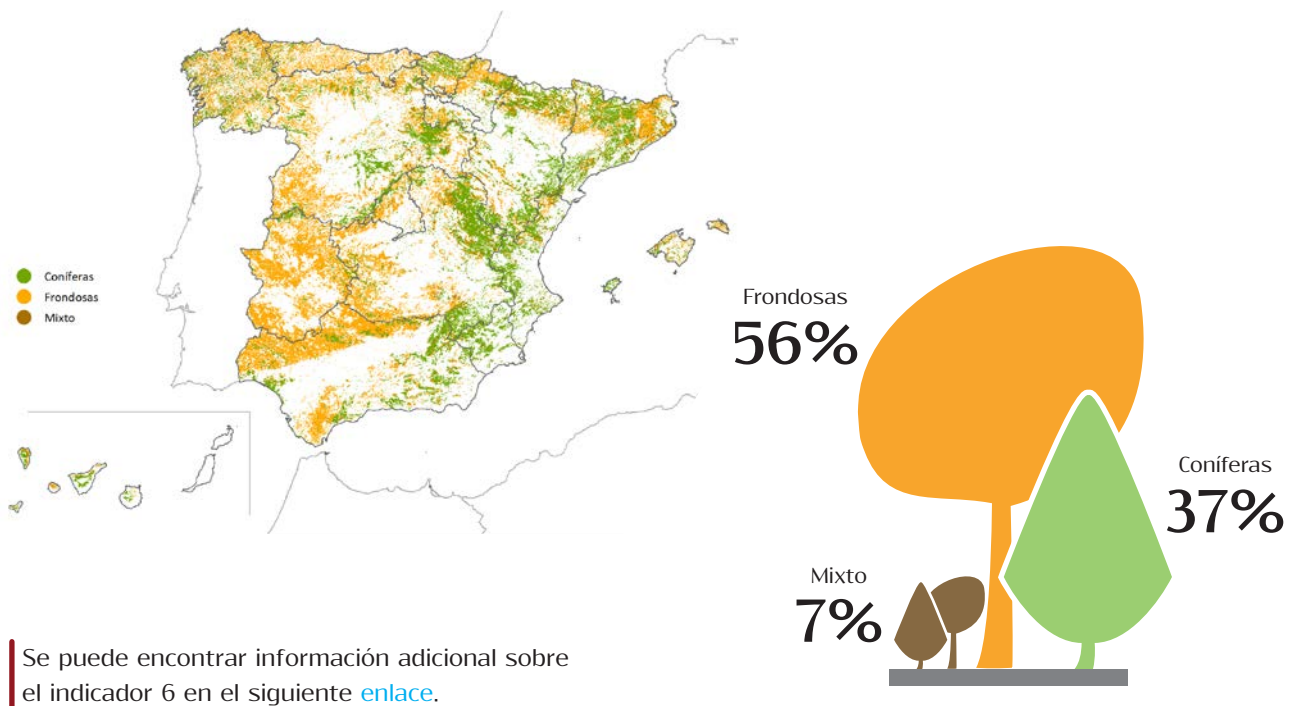 Coníferas
Frondosas
Mixto
Frondosas
56%
Coníferas
37%
Mixto
7%
Se puede encontrar información adicional sobre
el indicador 6 en el siguiente enlace.